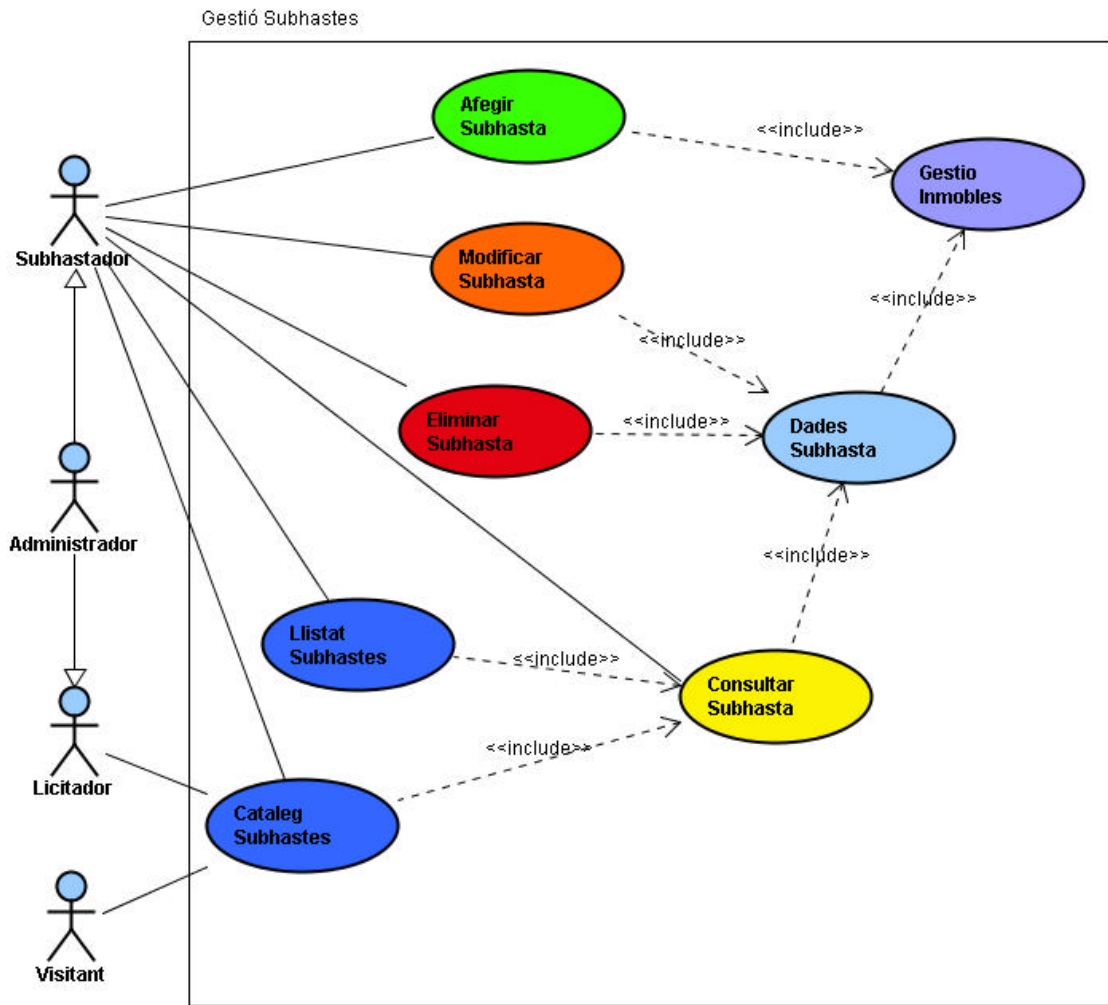 Gestió Subhastes
Afegir
Subhasta
<<include>>
Gestio
Inmobles
Subhastador
Modificar
Subhasta
<<include>>
<<include>>
Eliminar
Subhasta
<<include>>
Dades
Subhasta
Administrador
<<include>>
Llistat
Subhastes
<<include>>
Consultar
Subhasta
<<include>>
Licitador
Cataleg
Subhastes
Visitant